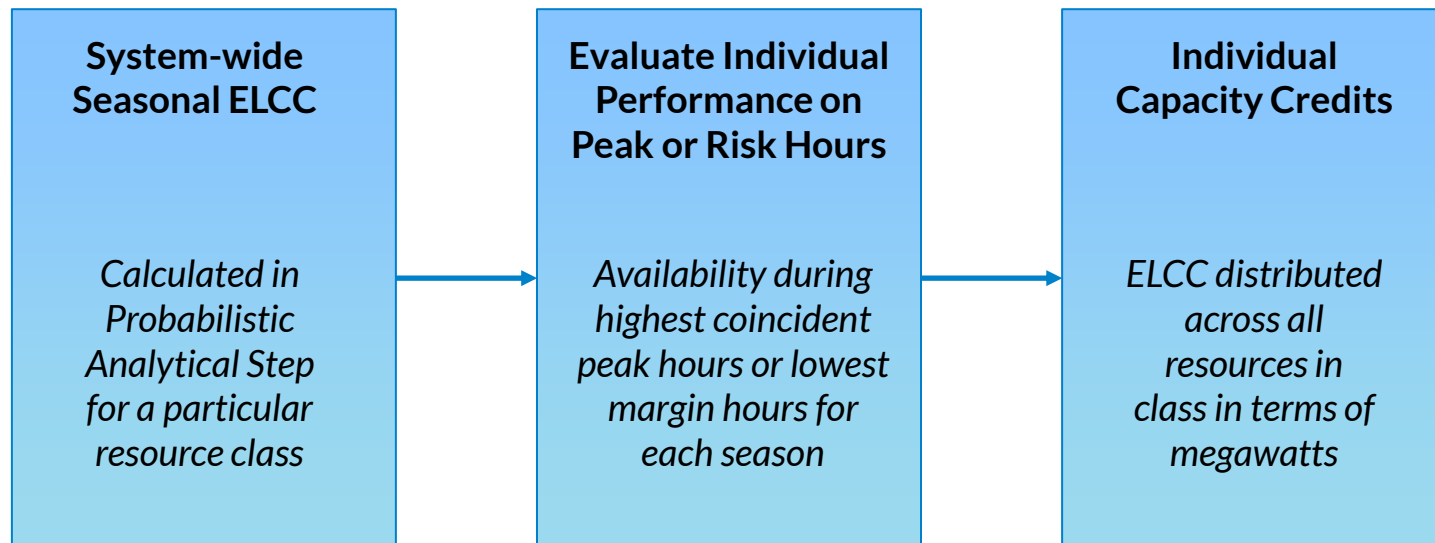 System-wide
Seasonal ELCC
Calculated in
Probabilistic
Analytical Step
for a particular
resource class
Evaluate Individual
Performance on
Peak or Risk Hours
Availability during
highest coincident
peak hours or lowest
margin hours for
each season
Individual
Capacity Credits
ELCC distributed
across all
resources in
class in terms of
megawatts